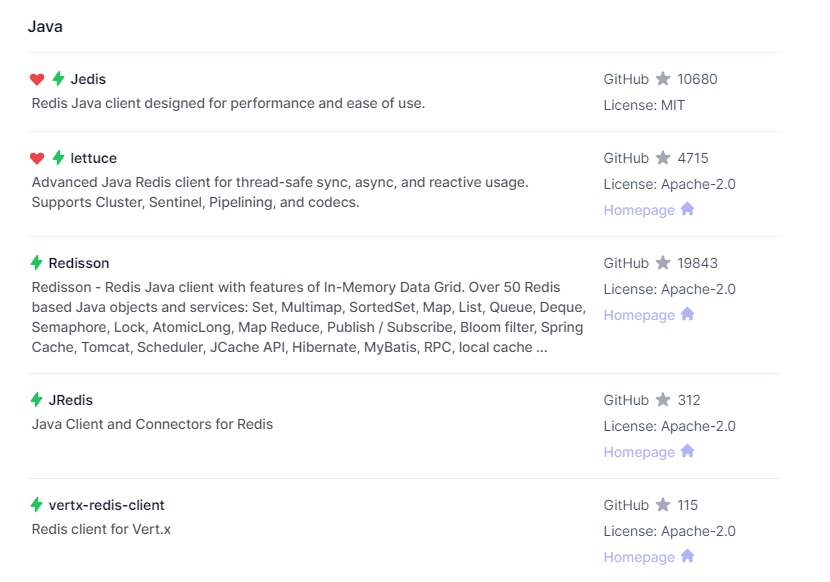 Java
Jedis
GitHub 10680
Redis Java client designed for performance and ease of use.
License: MIT
lettuce
GitHub 4715
Advanced Java Redis client for thread-safe sync, async, and reactive usage.
Supports Cluster, Sentinel, Pipelining, and codecs.
License: Apache-2.0
Homepage
Redisson
GitHub 19843
Redisson - Redis Java client with features of In-Memory Data Grid. Over 50 Redis
based Java objects and services: Set, Multimap, SortedSet, Map, List, Queue, Deque,
Semaphore, Lock, AtomicLong, Map Reduce, Publish / Subscribe, Bloom filter, Spring
Cache, Tomcat, Scheduler, JCache API, Hibernate, MyBatis, RPC, local cache ...
License: Apache-2.0
Homepage
JRedis
GitHub 312
Java Client and Connectors for Redis
License: Apache-2.0
Homepage
vertx-redis-client
GitHub 115
Redis client for Vert.x
License: Apache-2.0
Homepage